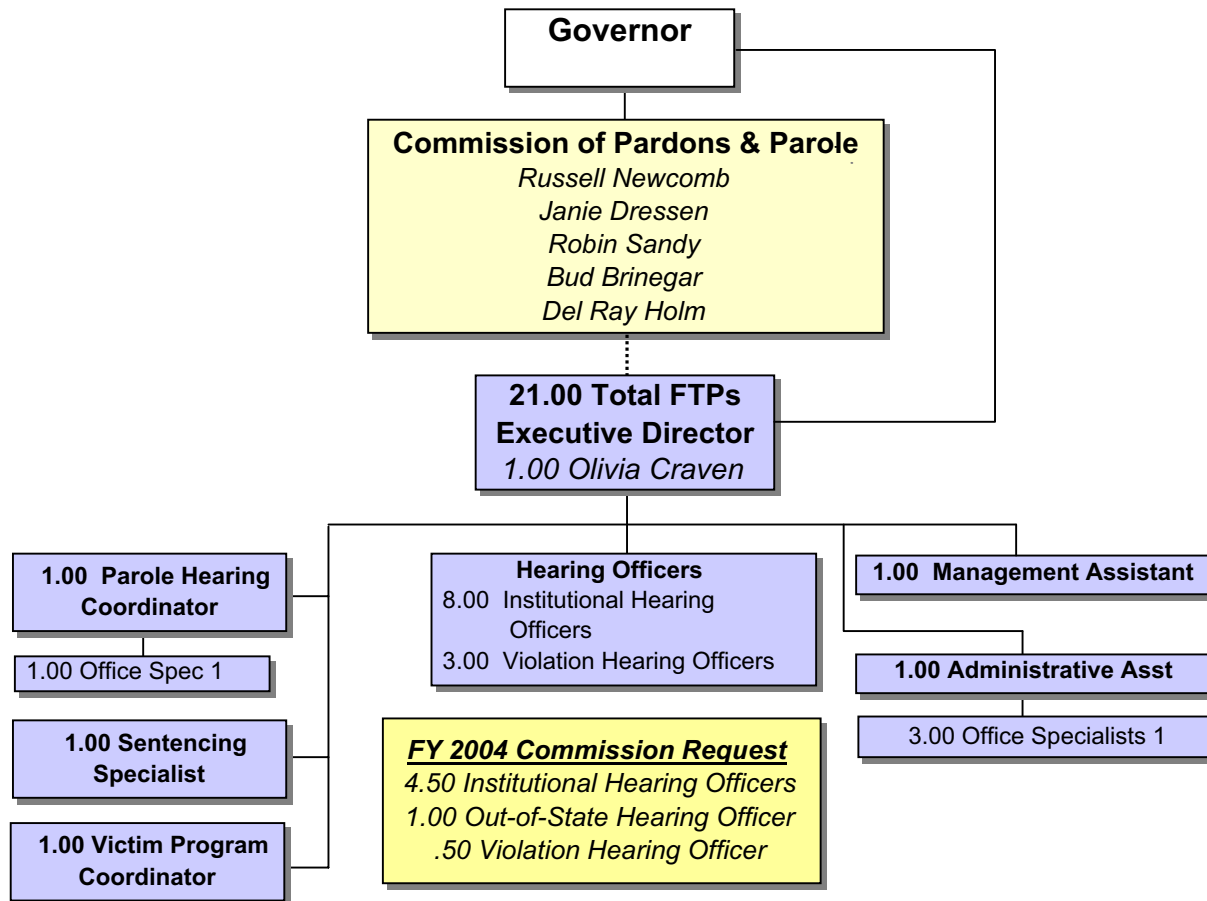 Governor
Commission of Pardons & Parole
Russell Newcomb
Janie Dressen
Robin Sandy
Bud Brinegar
Del Ray Holm
21.00 Total FTPs
Executive Director
1.00 Olivia Craven
1.00 Parole Hearing
Coordinator
1.00 Office Spec 1
1.00 Sentencing
Specialist
1.00 Victim Program
Coordinator
Hearing Officers
8.00 Institutional Hearing
Officers
3.00 Violation Hearing Officers
FY 2004 Commission Request
4.50 Institutional Hearing Officers
1.00 Out-of-State Hearing Officer
.50 Violation Hearing Officer
1.00 Management Assistant
1.00 Administrative Asst
3.00 Office Specialists 1